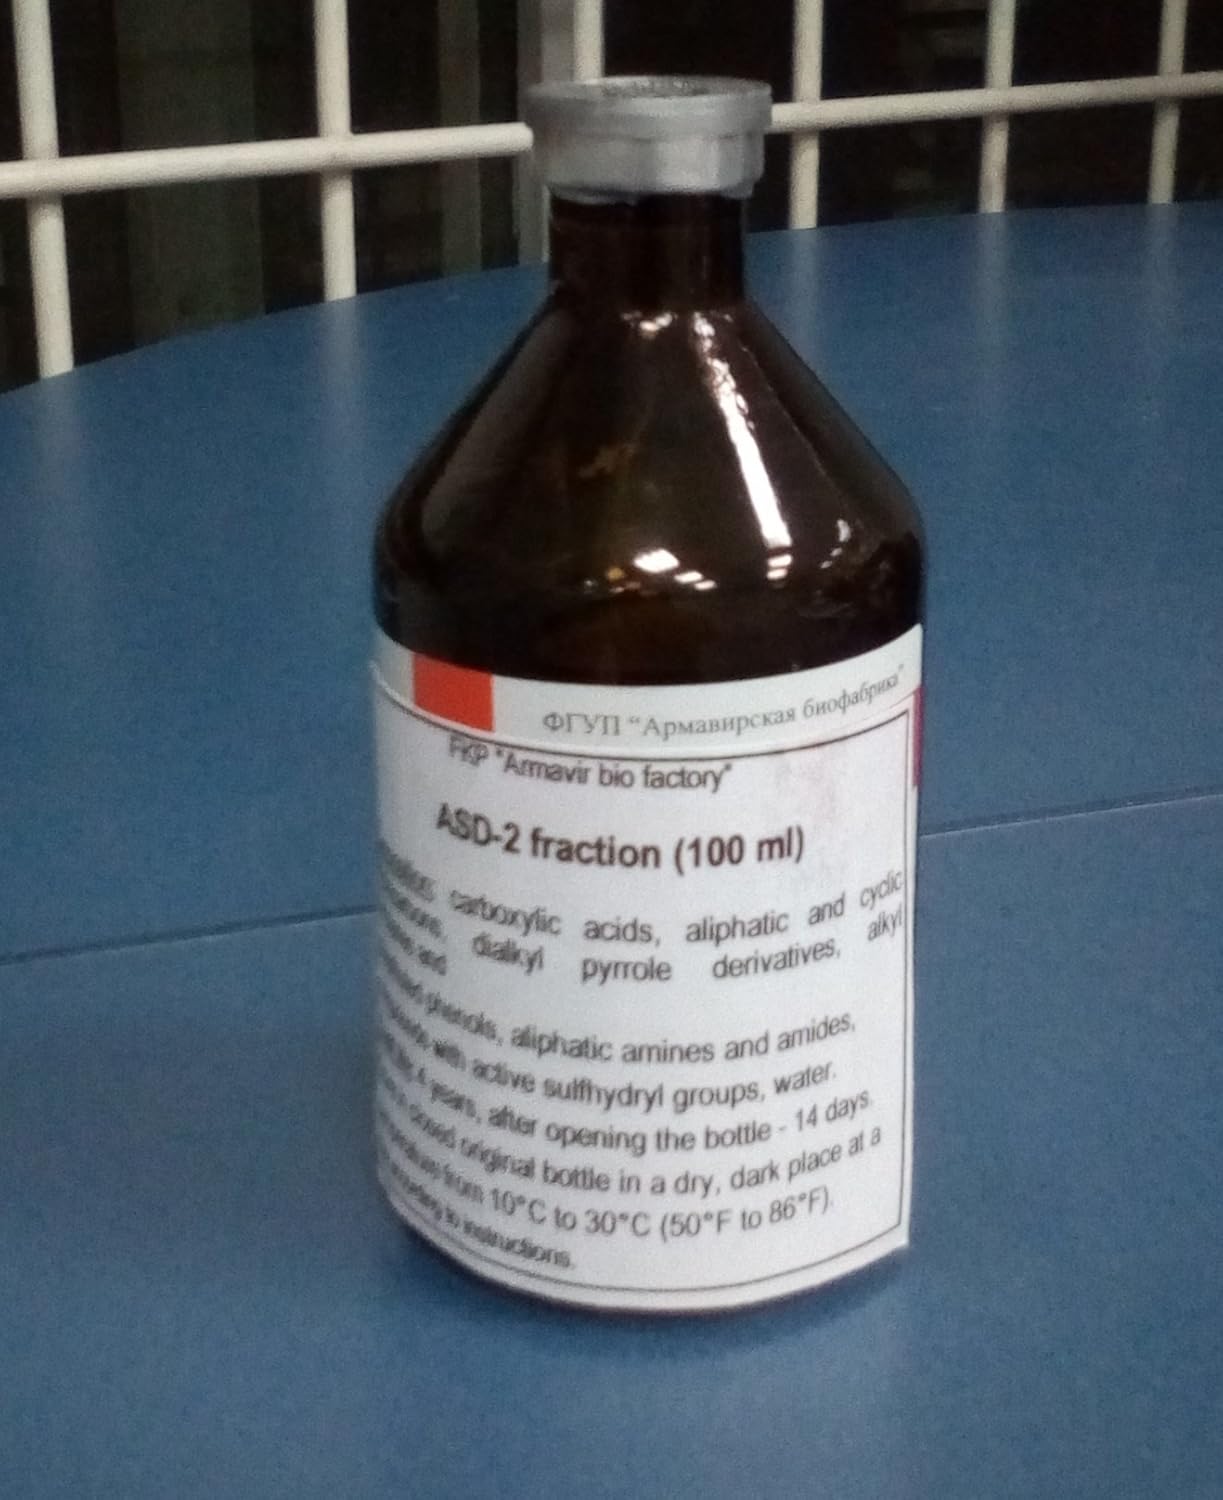 ФГУП "Армавирская биофабрика"
FKP "Armavir bio factory"
ASD-2 fraction (100 ml)
carboxylic acids, aliphatic and cyclic
dialkyl pyrrole derivatives, alkyl
and
phenols, aliphatic amines and amides,
with active sulfhydryl groups, water.
4 years, after opening the bottle - 14 days.
closed original bottle in a dry, dark place at a
from 10°C to 30°C (50°F to 86°F).
to instructions.